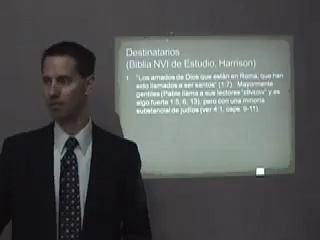 Destinatarios
(Biblia NVI de Estudio, Harrison)
"Los amados de Dios que están en Roma, que han
sido llamados a ser santos" (1:7). Mayormente
gentiles (Pablo llama a sus lectores y es
algo fuerte 1:5, 6, 13), pero con una minoría
substancial de judíos (ver 4:1, caps. 9-11).